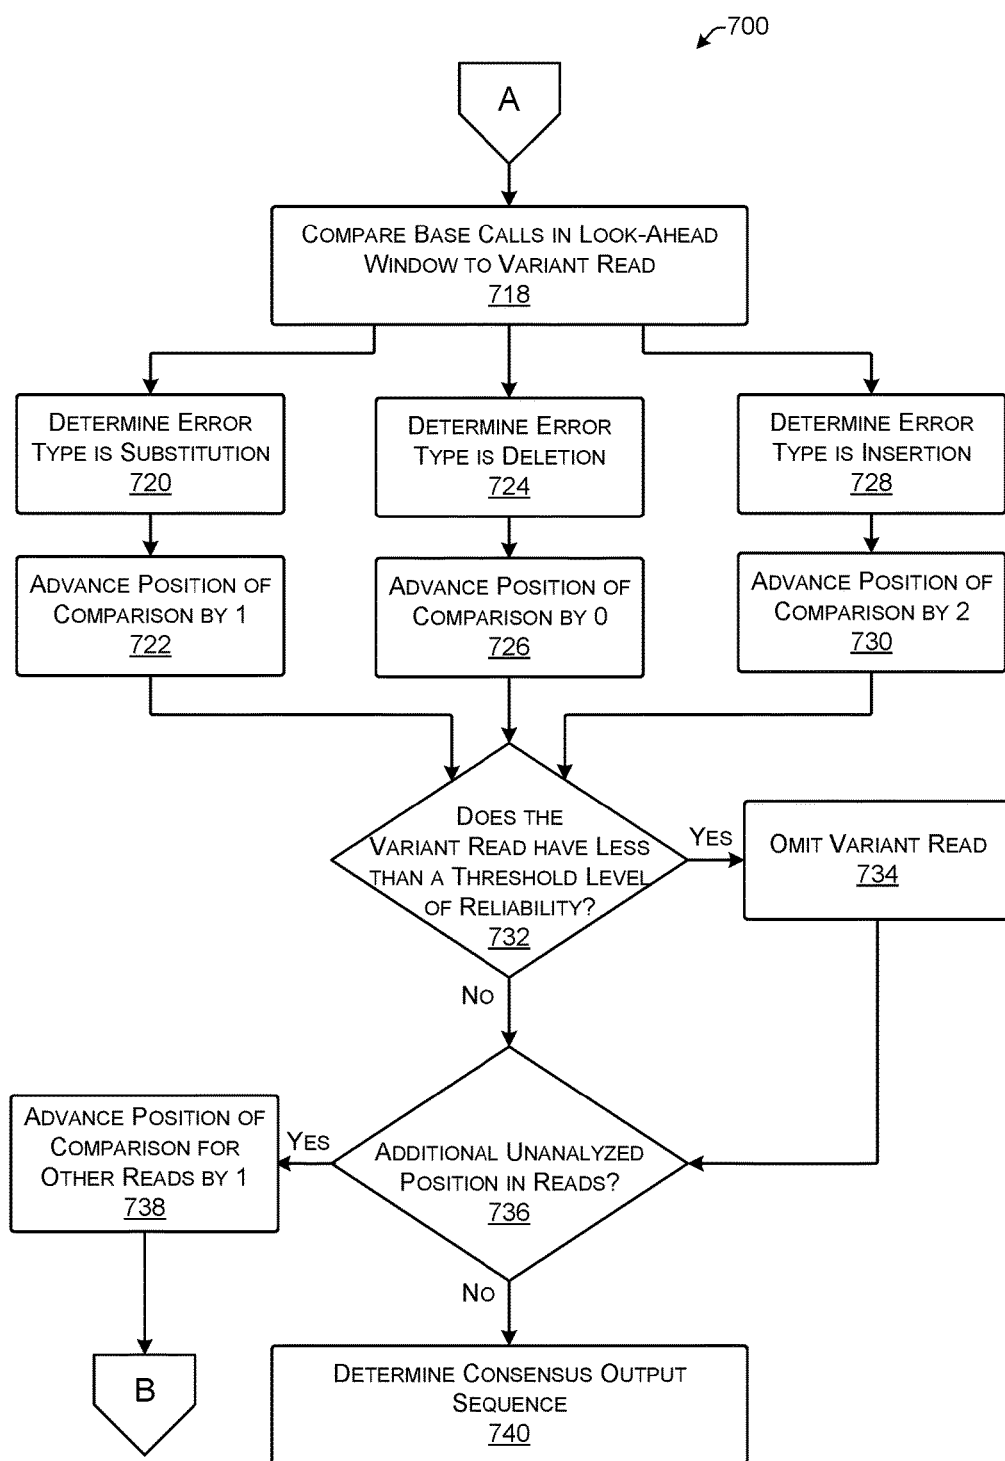 700
A
COMPARE BASE CALLS IN LOOK-AHEAD
WINDOW TO VARIANT READ
718
DETERMINE ERROR
TYPE IS SUBSTITUTION
720
DETERMINE ERROR
TYPE IS DELETION
724
DETERMINE ERROR
TYPE IS INSERTION
728
ADVANCE POSITION OF
COMPARISON BY 1
722
ADVANCE POSITION OF
COMPARISON BY 0
726
ADVANCE POSITION OF
COMPARISON BY 2
730
DOES THE
VARIANT READ HAVE LESS
THAN A THRESHOLD LEVEL
OF RELIABILITY?
732
YES
OMIT VARIANT READ
734
NO
ADVANCE POSITION OF
COMPARISON FOR
OTHER READS BY 1
738
YES
ADDITIONAL UNANALYZED
POSITION IN READS?
736
NO
B
DETERMINE CONSENSUS OUTPUT
SEQUENCE
740